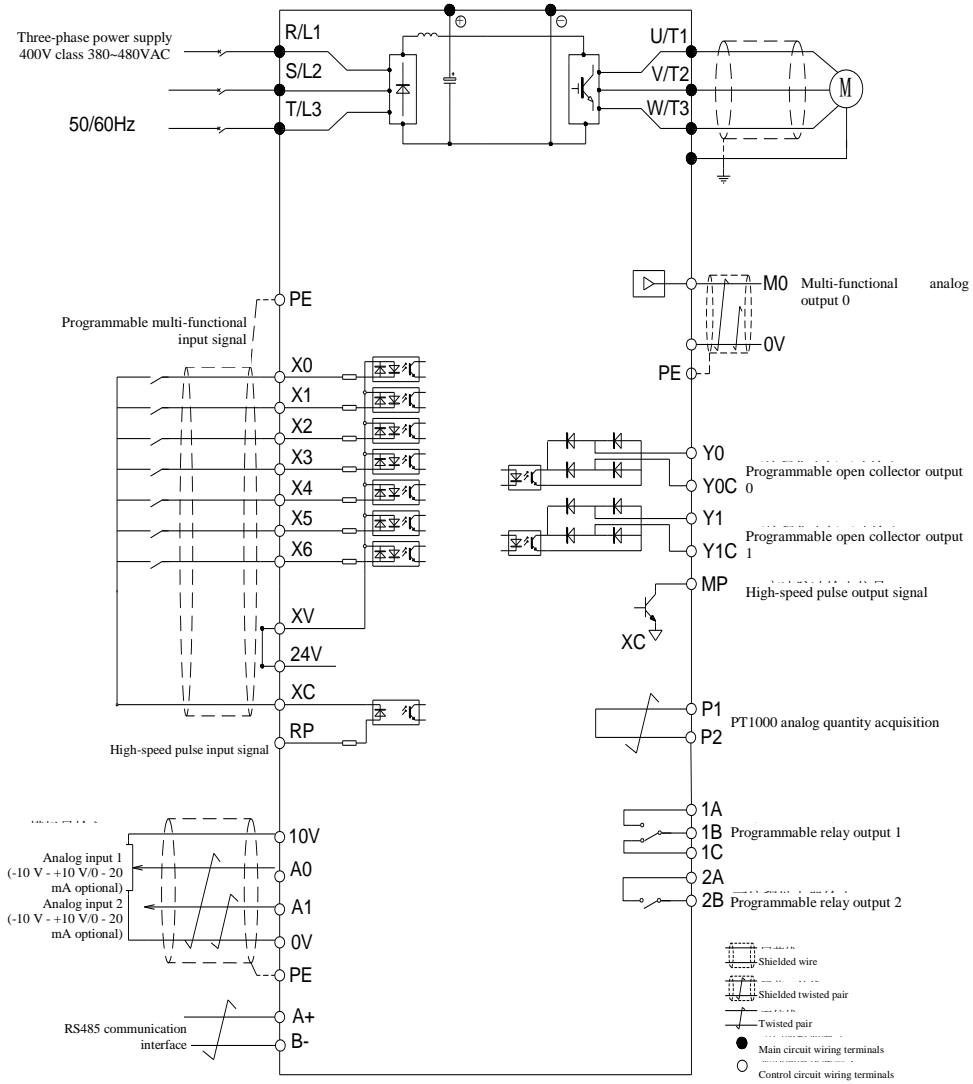 Three-phase power supply
400V class 380~480VAC
50/60Hz
R/L1
S/L2
T/L3
U/T1
V/T2
W/T3
M
PE
Programmable multi-functional
input signal
X0
X1
X2
X3
X4
X5
X6
XV
24V
XC
RP
High-speed pulse input signal
10V
Analog input 1
(-10 V - +10 V/0 - 20
mA optional)
A0
Analog input 2
(-10 V - +10 V/0 - 20
mA optional)
A1
0V
PE
RS485 communication
interface
A+
B-
M0
Multi-functional analog
output 0
0V
PE
Y0
Y0C
Programmable open collector output
0
Y1
Y1C
Programmable open collector output
1
MP
High-speed pulse output signal
XC
P1
PT1000 analog quantity acquisition
P2
1A
1B Programmable relay output 1
1C
2A
2B Programmable relay output 2
Shielded wire
Shielded twisted pair
Twisted pair
Main circuit wiring terminals
Control circuit wiring terminals